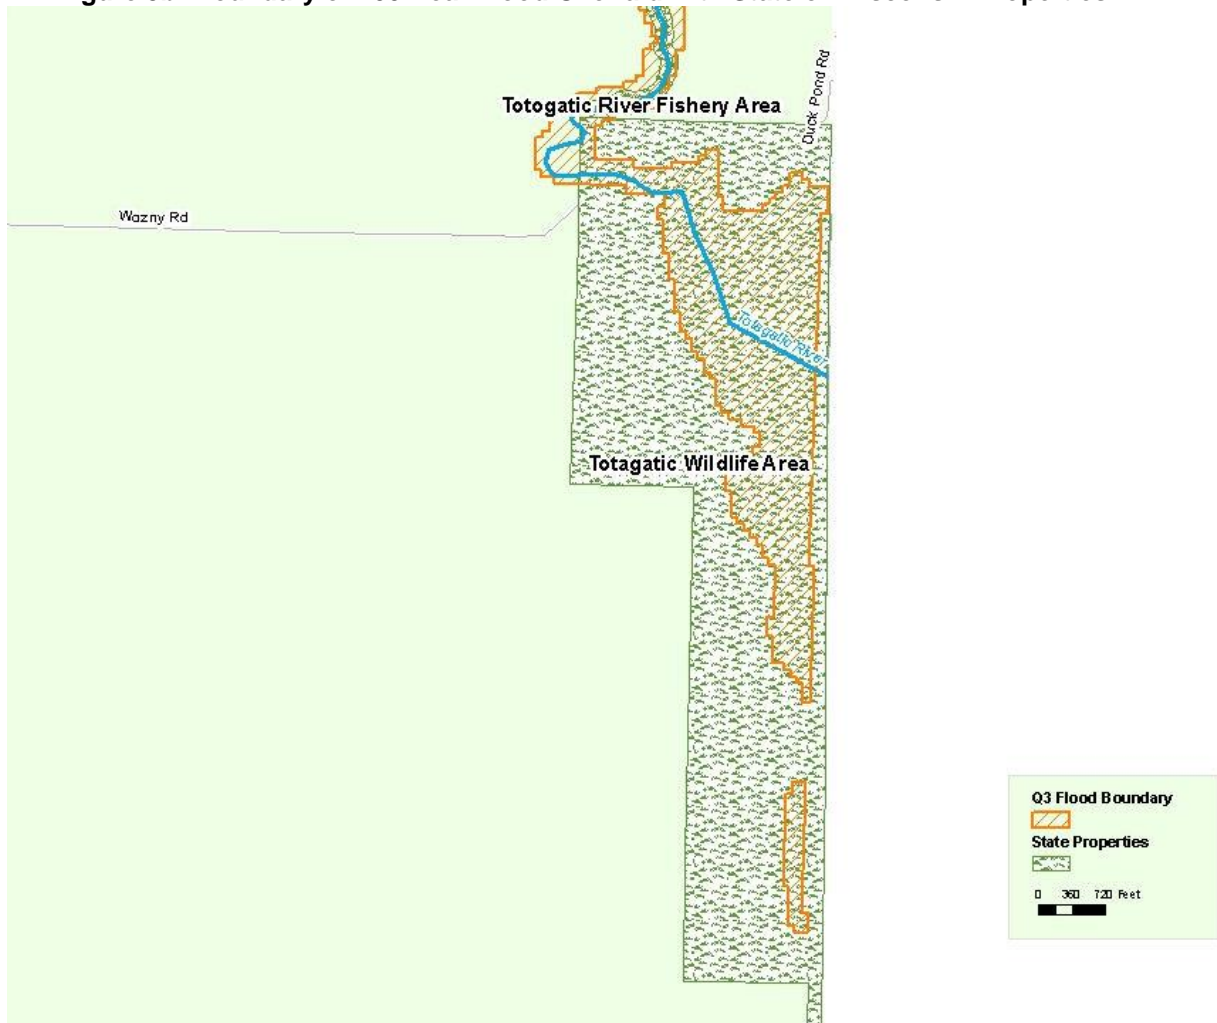 Duck Pond Rd
Totogatic River Fishery Area
Wazny Rd
Totagatic River
Totagatic Wildlife Area
Q3 Flood Boundary
State Properties
0 360 720 Feet